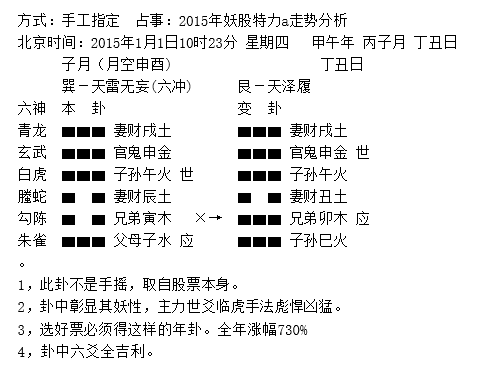 方式：手工指定　占事：2015年妖股特力a走势分析
北京时间：2015年1月1日10时23分 星期四　　甲午年 丙子月 丁丑日
子月（月空申酉）　　丁丑日
巽－天雷无妄(六冲)　　艮－天泽履
六神　本　卦　　变　卦
青龙　妻财戌土　　妻财戌土
玄武　官鬼申金　　官鬼申金 世
白虎　子孙午火 世　　子孙午火
螣蛇　妻财辰土　　妻财丑土
勾陈　兄弟寅木　×→　兄弟卯木 应
朱雀　父母子水 应　　子孙巳火
。
1，此卦不是手摇，取自股票本身。
2，卦中彰显其妖性，主力世爻临虎手法彪悍凶猛。
3，选好票必须得这样的年卦。全年涨幅730%
4，卦中六爻全吉利。